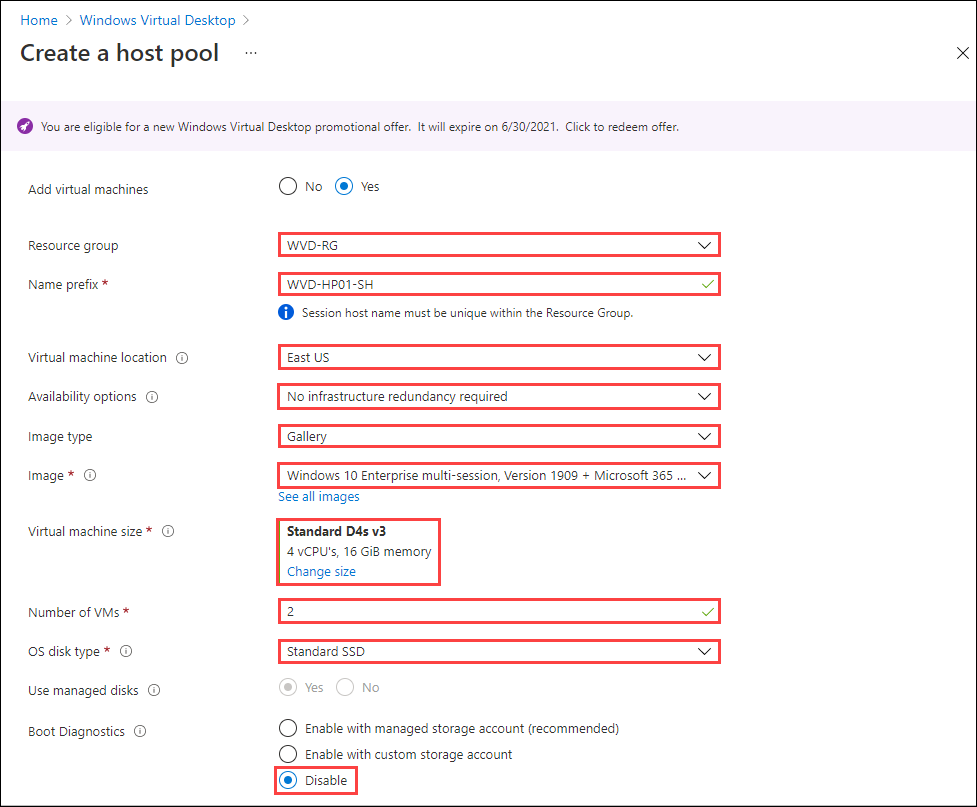 Home > Windows Virtual Desktop >
Create a host pool ...
You are eligible for a new Windows Virtual Desktop promotional offer. It will expire on 6/30/2021. Click to redeem offer.
Add virtual machines No Yes
Resource group WVD-RG
Name prefix * WVD-HP01-SH
Session host name must be unique within the Resource Group.
Virtual machine location East US
Availability options No infrastructure redundancy required
Image type Gallery
Image * Windows 10 Enterprise multi-session, Version 1909 + Microsoft 365 ...
See all images
Virtual machine size * Standard D4s v3
4 vCPU's, 16 GiB memory
Change size
Number of VMs * 2
OS disk type * Standard SSD
Use managed disks Yes No
Boot Diagnostics Enable with managed storage account (recommended)
Enable with custom storage account
Disable